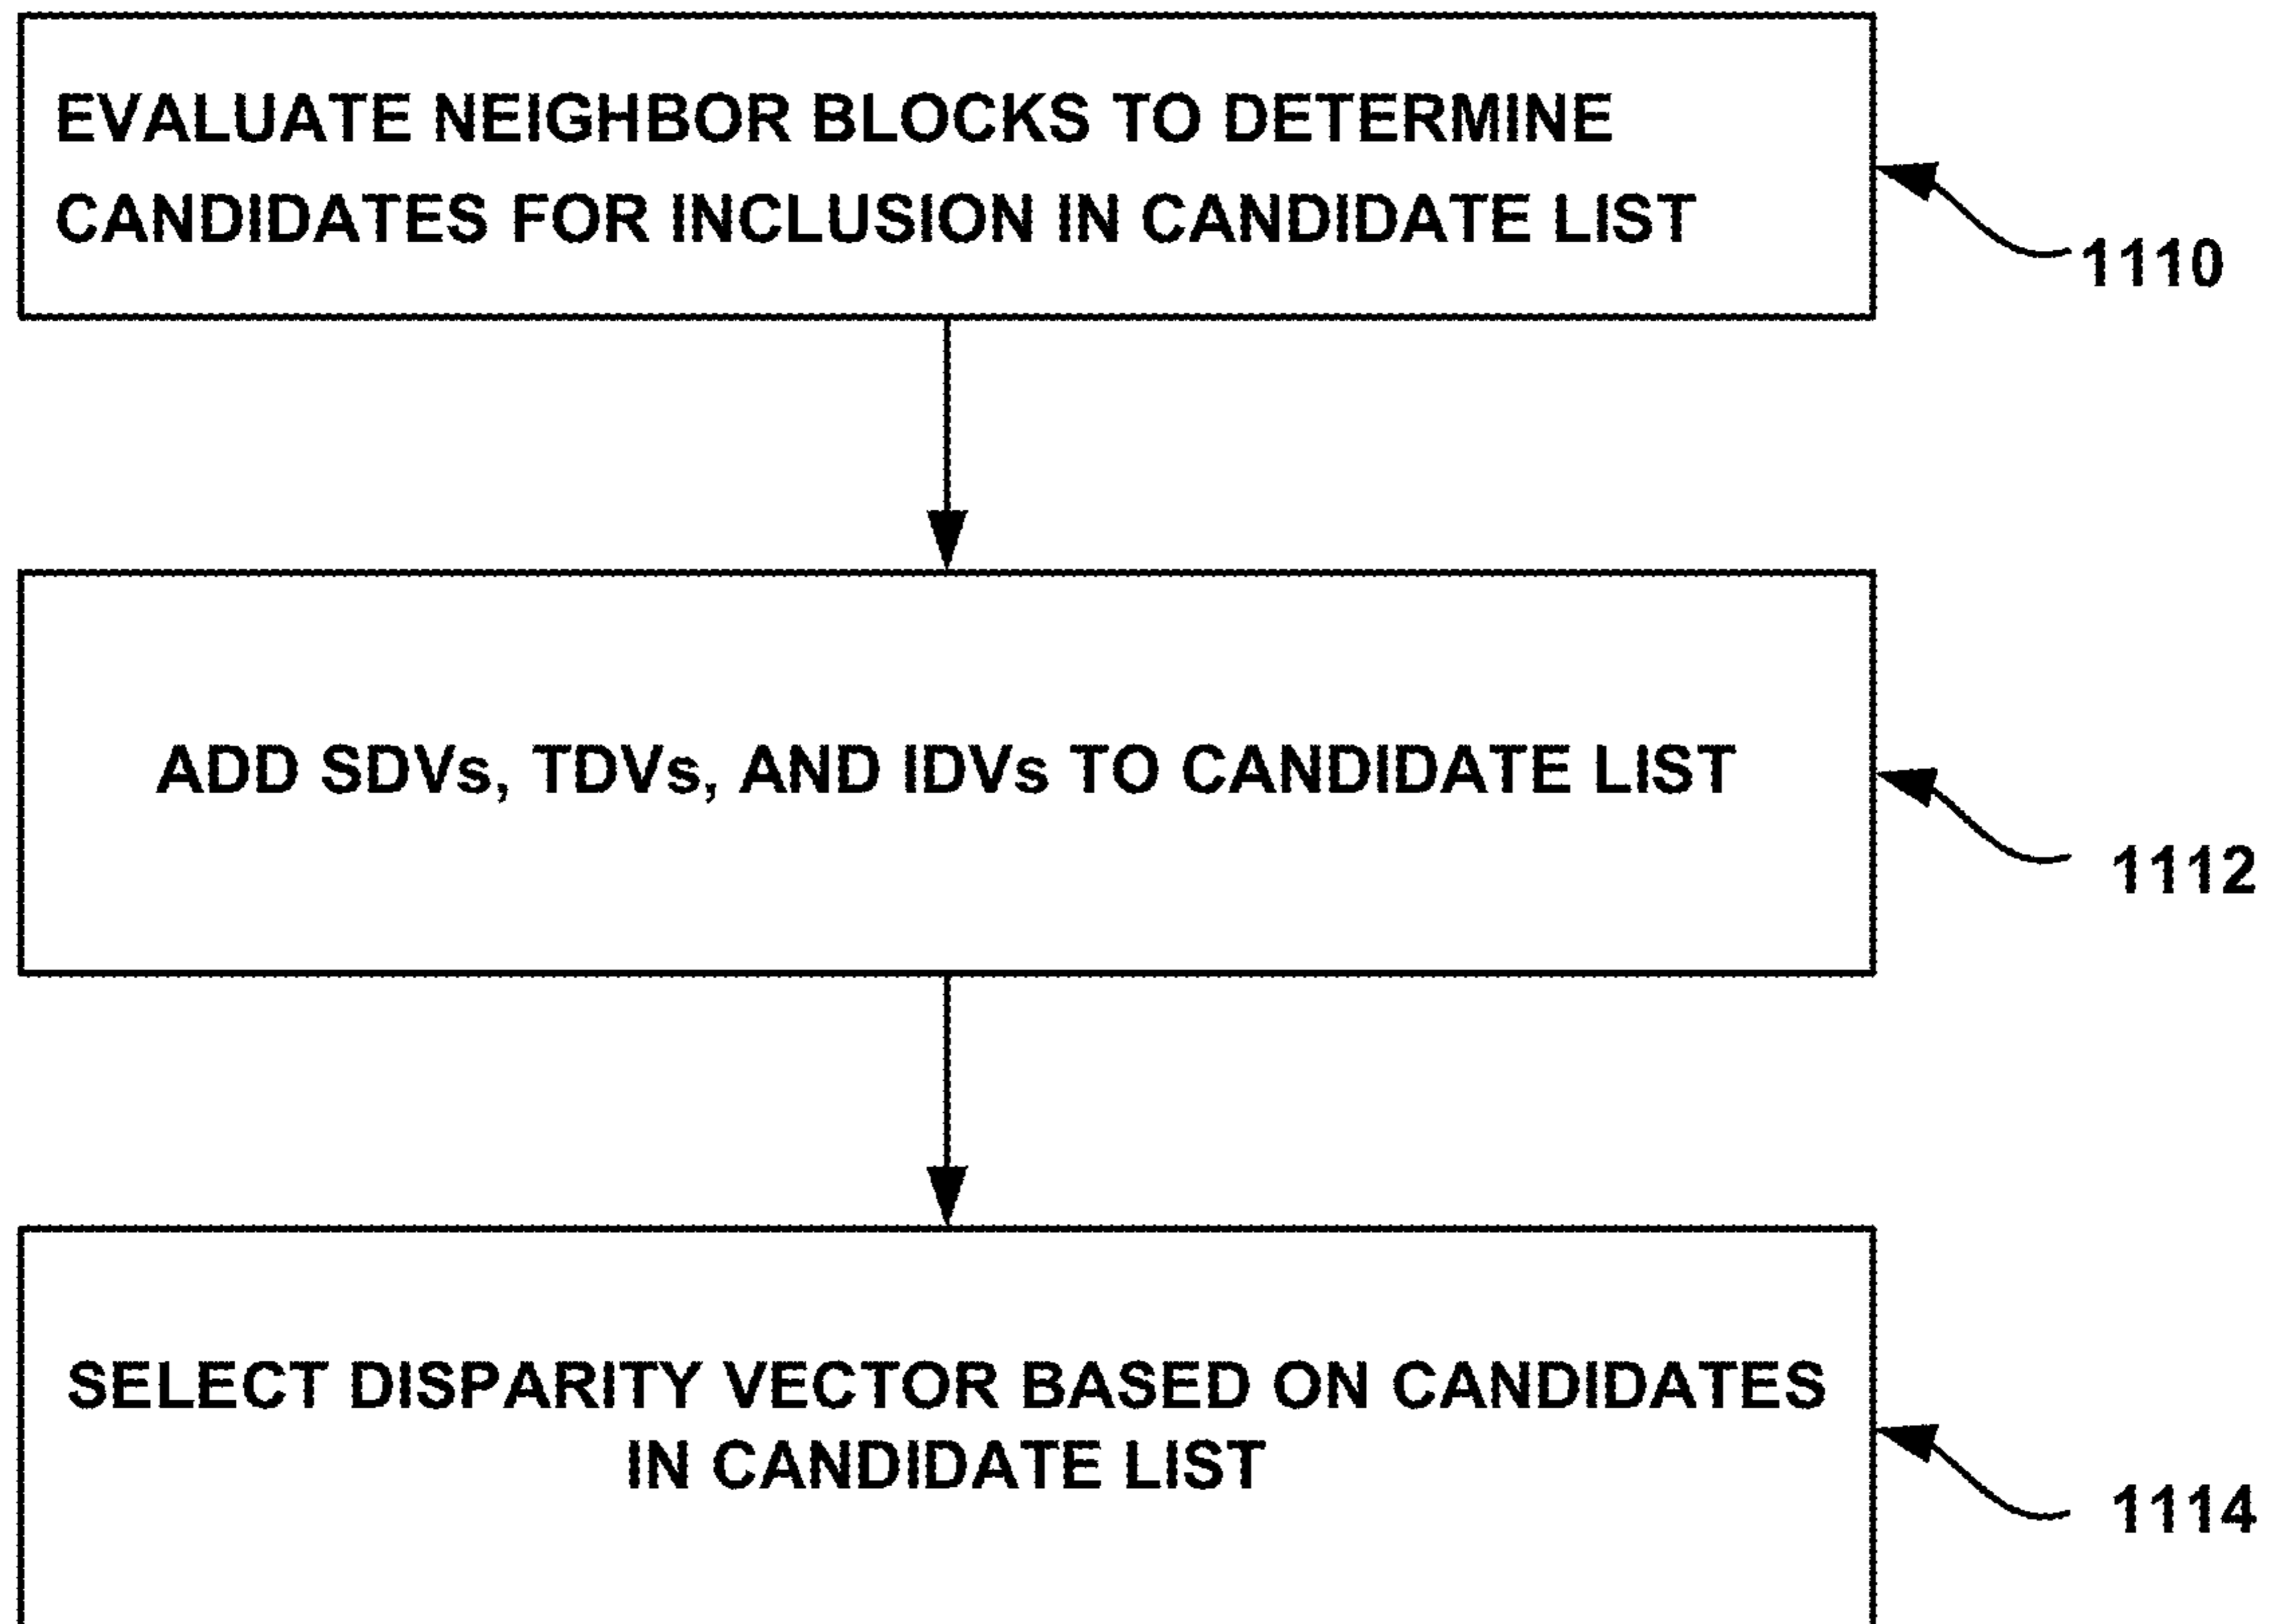 EVALUATE NEIGHBOR BLOCKS TO DETERMINE
CANDIDATES FOR INCLUSION IN CANDIDATE LIST
1110
ADD SDVs, TDVs, AND IDVs TO CANDIDATE LIST
1112
SELECT DISPARITY VECTOR BASED ON CANDIDATES
IN CANDIDATE LIST
1114